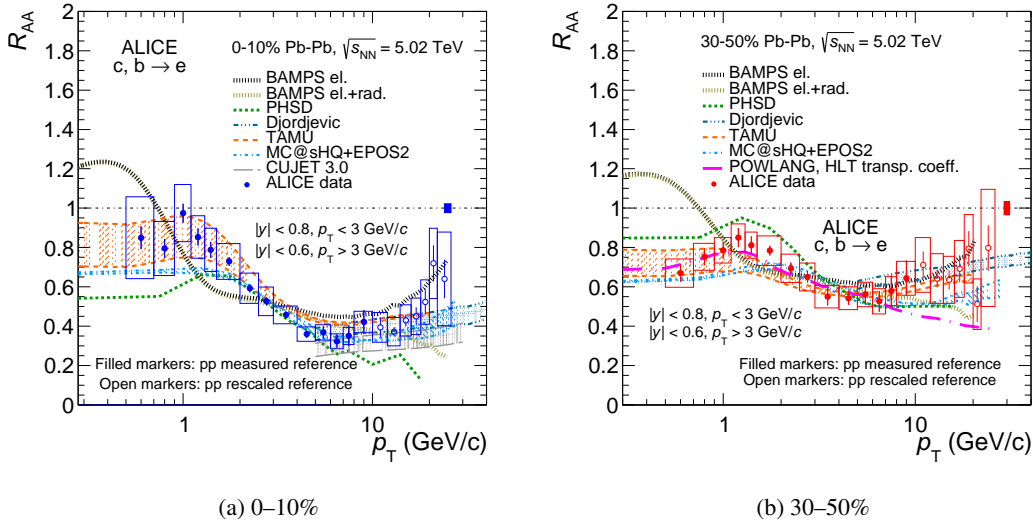 R_AA
2
1.8
1.6
1.4
1.2
1
0.8
0.6
0.4
0.2
0
ALICE
c, b → e
0-10% Pb-Pb, √s_NN = 5.02 TeV
BAMPS el.
BAMPS el.+rad.
PHSD
Djordjevic
TAMU
MC@sHQ+EPOS2
CUJET 3.0
ALICE data
|y| < 0.8, p_T < 3 GeV/c
|y| < 0.6, p_T > 3 GeV/c
Filled markers: pp measured reference
Open markers: pp rescaled reference
1
10
p_T (GeV/c)
(a) 0–10%
R_AA
2
1.8
1.6
1.4
1.2
1
0.8
0.6
0.4
0.2
0
30-50% Pb-Pb, √s_NN = 5.02 TeV
BAMPS el.
BAMPS el.+rad.
PHSD
Djordjevic
TAMU
MC@sHQ+EPOS2
POWLANG, HLT transp. coeff.
ALICE data
ALICE
c, b → e
|y| < 0.8, p_T < 3 GeV/c
|y| < 0.6, p_T > 3 GeV/c
Filled markers: pp measured reference
Open markers: pp rescaled reference
1
10
p_T (GeV/c)
(b) 30–50%